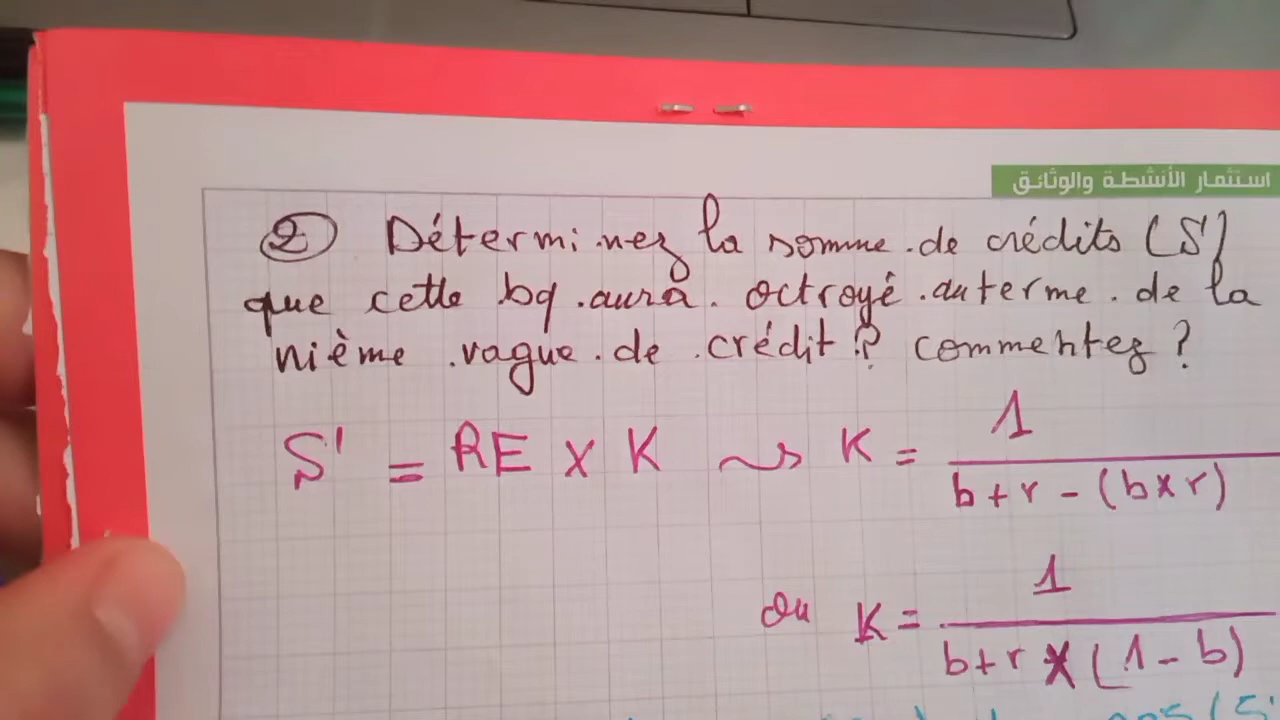 استثمار الأنشطة والوثائق
② Déterminez la somme de crédits (S')
que cette bq aura octroyé au terme de la
nième vague de crédit ? commentez ?
S' = RE x K ⇝ K = 1 / b + r - (b x r)
ou K = 1 / b + r x (1 - b)